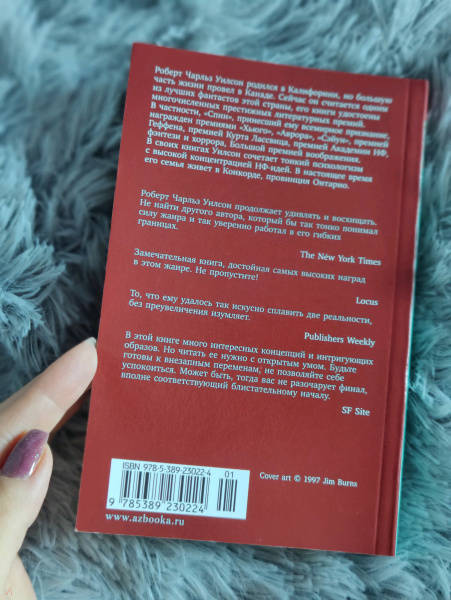 Роберт Чарльз Уилсон родился в Калифорнии, но большую
часть жизни провел в Канаде. Сейчас он считается одним
из лучших фантастов этой страны, его книги удостоены
многочисленных престижных литературных премий.
В частности, «Спин», принесший ему всемирное признание,
награжден премиями «Хьюго», «Аврора», «Сэйун», премией
Геффена, премией Курта Лассвица, премией Академии НФ,
фэнтези и хоррора, Большой премией воображения.
В своих книгах Уилсон сочетает тонкий психологизм
с высокой концентрацией НФ-идей. В настоящее время
его семья живет в Конкорде, провинция Онтарио.
Роберт Чарльз Уилсон продолжает удивлять и восхищать.
Не найти другого автора, который бы так тонко понимал
силу жанра и так уверенно работал в его гибких
границах.
The New York Times
Замечательная книга, достойная самых высоких наград
в этом жанре. Не пропустите!
Locus
То, что ему удалось так искусно сплавить две реальности,
без преувеличения изумляет.
Publishers Weekly
В этой книге много интересных концепций и интригующих
образов. Но читать ее нужно с открытым умом. Будьте
готовы к внезапным переменам, не позволяйте себе
успокоиться. Может быть, тогда вас не разочарует финал,
вполне соответствующий блистательному началу.
SF Site
ISBN 978-5-389-23022-4 01
9 785389 230224
www.azbooka.ru
Cover art © 1997 Jim Burns